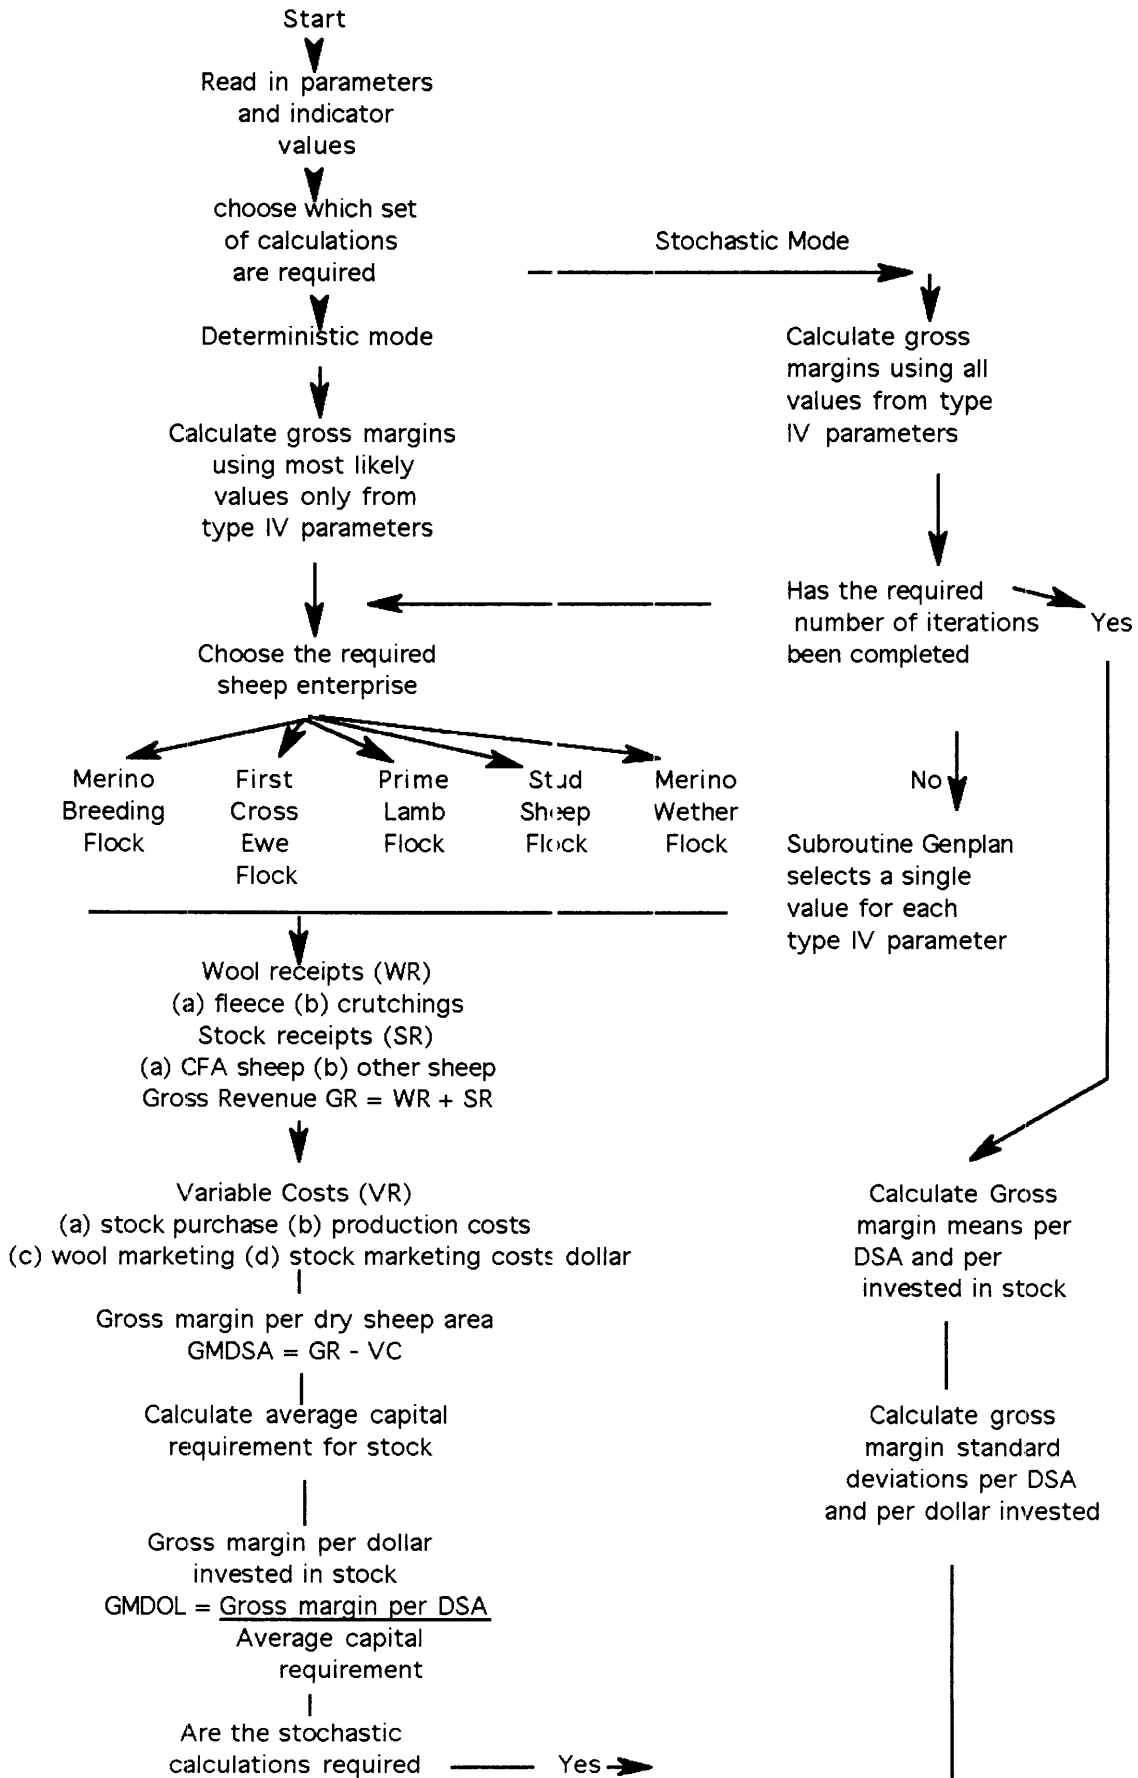 Start
Read in parameters
and indicator
values
choose which set
of calculations
are required
Stochastic Mode
Deterministic mode
Calculate gross margins
using most likely
values only from
type IV parameters
Calculate gross
margins using all
values from type
IV parameters
Has the required
number of iterations
been completed
Yes
Choose the required
sheep enterprise
Merino
Breeding
Flock
First
Cross
Ewe
Flock
Prime
Lamb
Flock
Stud
Sheep
Flock
Merino
Wether
Flock
No
Subroutine Genplan
selects a single
value for each
type IV parameter
Wool receipts (WR)
(a) fleece (b) crutchings
Stock receipts (SR)
(a) CFA sheep (b) other sheep
Gross Revenue GR = WR + SR
Variable Costs (VR)
(a) stock purchase (b) production costs
(c) wool marketing (d) stock marketing costs dollar
Gross margin per dry sheep area
GMDSA = GR - VC
Calculate average capital
requirement for stock
Gross margin per dollar
invested in stock
GMDOL = Gross margin per DSA
Average capital
requirement
Are the stochastic
calculations required
Yes
Calculate Gross
margin means per
DSA and per
invested in stock
Calculate gross
margin standard
deviations per DSA
and per dollar invested